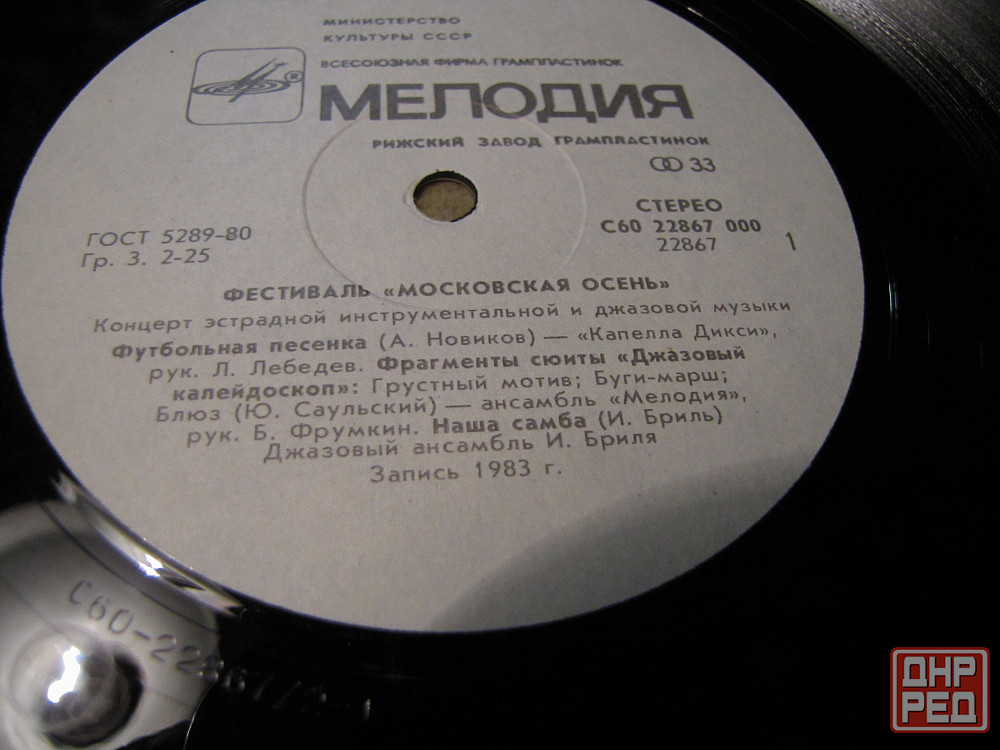 МИНИСТЕРСТВО
КУЛЬТУРЫ СССР
ВСЕСОЮЗНАЯ ФИРМА ГРАМПЛАСТИНОК
МЕЛОДИЯ
®
РИЖСКИЙ ЗАВОД ГРАМПЛАСТИНОК
33
СТЕРЕО
С60 22867 000
22867
1
ГОСТ 5289-80
Гр. 3. 2-25
ФЕСТИВАЛЬ «МОСКОВСКАЯ ОСЕНЬ»
Концерт эстрадной инструментальной и джазовой музыки
Футбольная песенка (А. Новиков) — «Капелла Дикси»,
рук. Л. Лебедев. Фрагменты сюиты «Джазовый
калейдоскоп»: Грустный мотив; Буги-марш;
Блюз (Ю. Саульский) — ансамбль «Мелодия»,
рук. Б. Фрумкин. Наша самба (И. Бриль)
Джазовый ансамбль И. Бриля
Запись 1983 г.
ДНР
РЕД